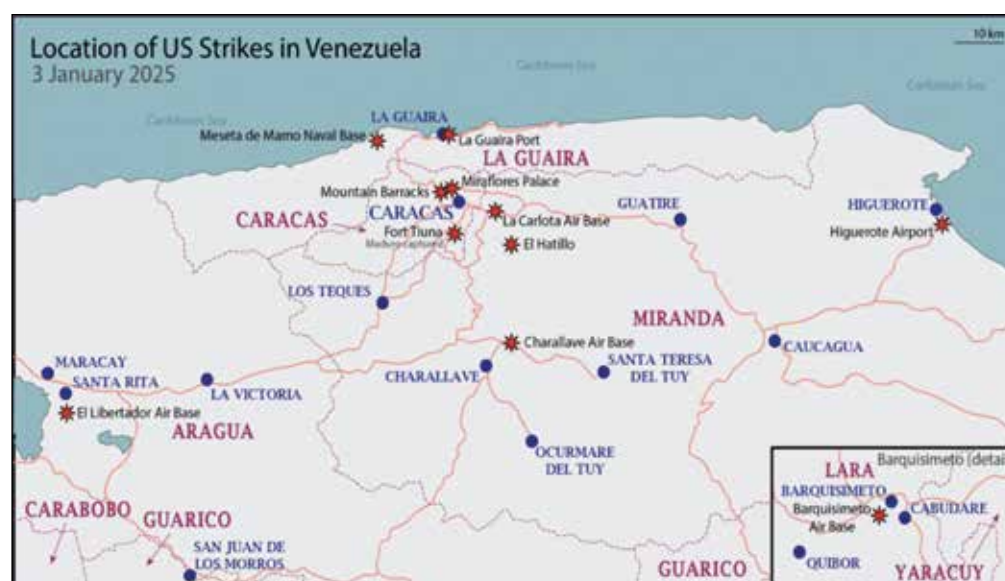 Location of US Strikes in Venezuela
3 January 2025
10 km
Caribbean Sea
Caribbean Sea
Caribbean Sea
LA GUAIRA
Meseta de Mamo Naval Base
La Guaira Port
LA GUAIRA
Miraflores Palace
Mountain Barracks
CARACAS
CARACAS
La Carlota Air Base
GUATIRE
HIGUEROTE
Fort Tiuna
Maduro captured
Higuerote Airport
El Hatillo
LOS TEQUES
MIRANDA
Charallave Air Base
CAUCAGUA
MARACAY
CHARALLAVE
SANTA TERESA
DEL TUY
SANTA RITA
LA VICTORIA
El Libertador Air Base
ARAGUA
OCURMARE
DEL TUY
Barquisimeto (detai
LARA
BARQUISIMETO
Barquisimeto
Air Base
CABUDARE
CARABOBO
GUARICO
SAN JUAN DE
LOS MORROS
GUARICO
QUIBOR
YARACUY